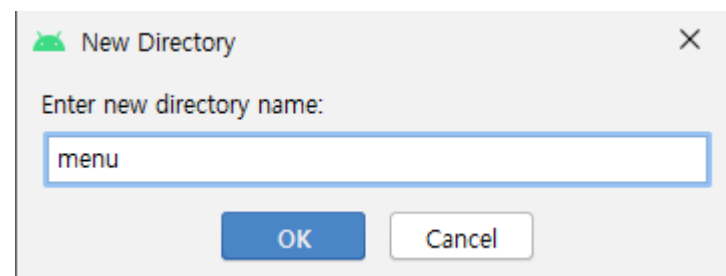 New Directory
Enter new directory name:
menu
OK
Cancel